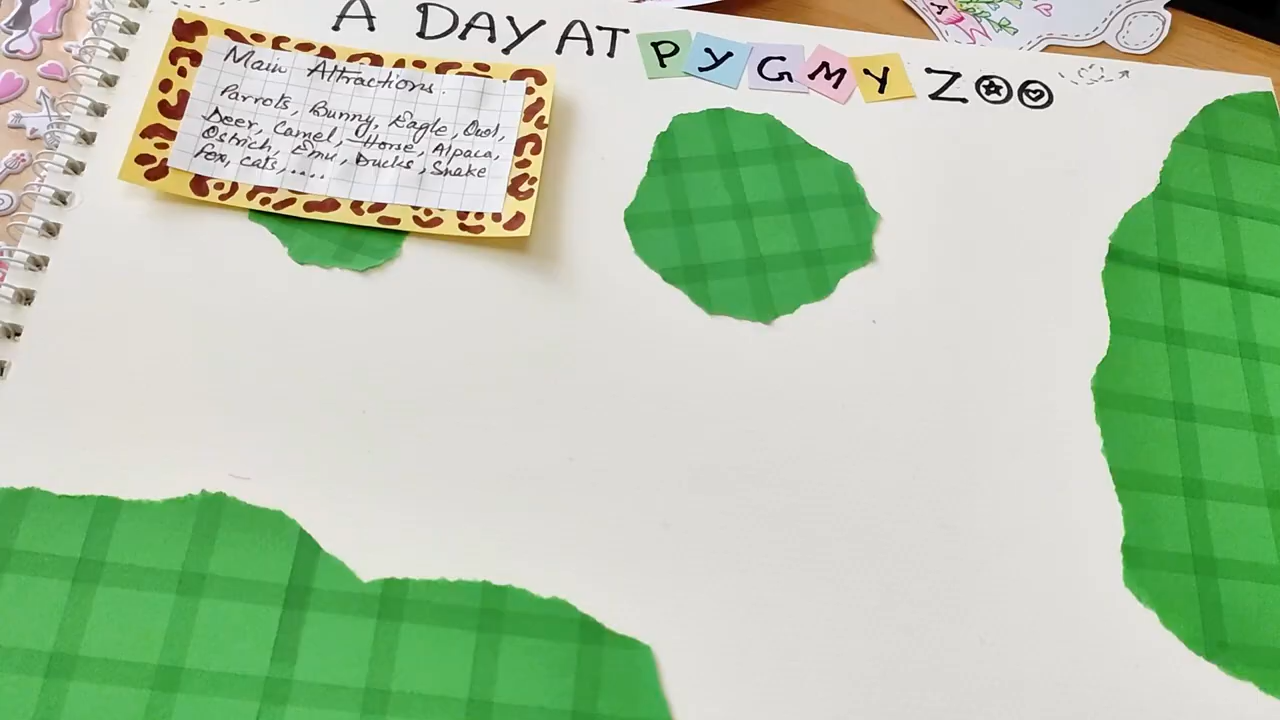 A DAY AT PYGMY ZOO
Main Attractions.
Parrots, Bunny, Eagle, Owl,
Deer, Camel, Horse, Alpaca,
Ostrich, Emu, Ducks, Snake
fox, cats, ....